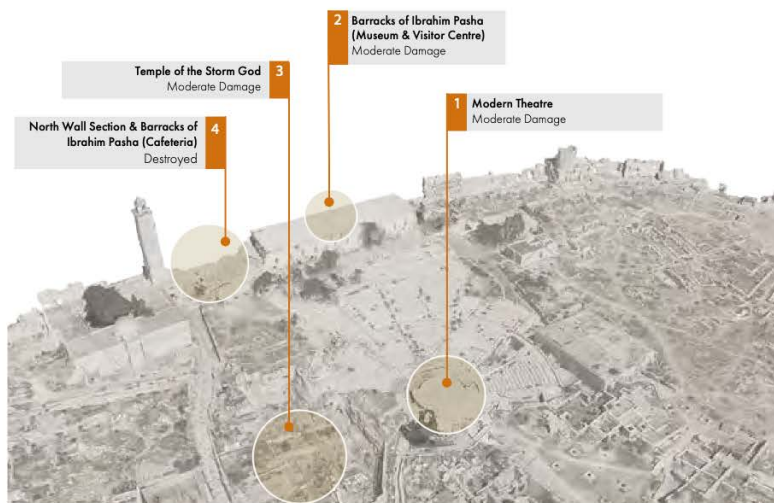 2
Barracks of Ibrahim Pasha
(Museum & Visitor Centre)
Moderate Damage
Temple of the Storm God
Moderate Damage
3
1
Modern Theatre
Moderate Damage
North Wall Section & Barracks of
Ibrahim Pasha (Cafeteria)
Destroyed
4